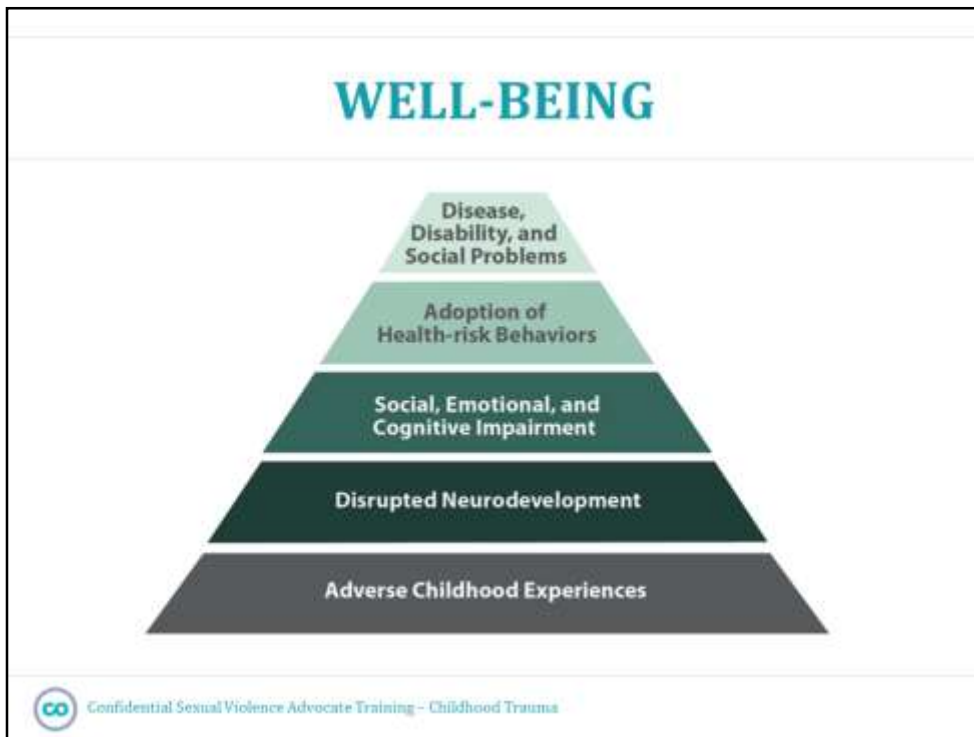 WELL-BEING
Disease,
Disability, and
Social Problems
Adoption of
Health-risk Behaviors
Social, Emotional, and
Cognitive Impairment
Disrupted Neurodevelopment
Adverse Childhood Experiences
co
Confidential Sexual Violence Advocate Training – Childhood Trauma